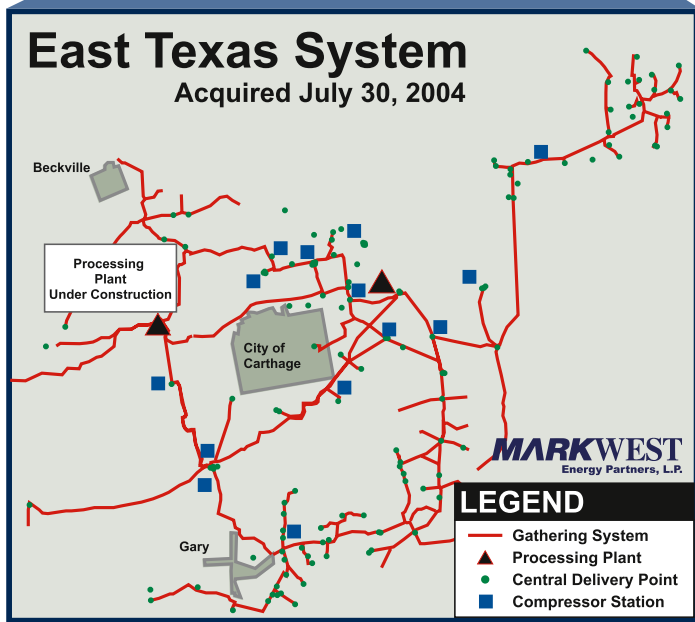 East Texas System
Acquired July 30, 2004
Beckville
Processing
Plant
Under Construction
City of
Carthage
MARKWEST
Energy Partners, L.P.
Gary
LEGEND
Gathering System
Processing Plant
Central Delivery Point
Compressor Station